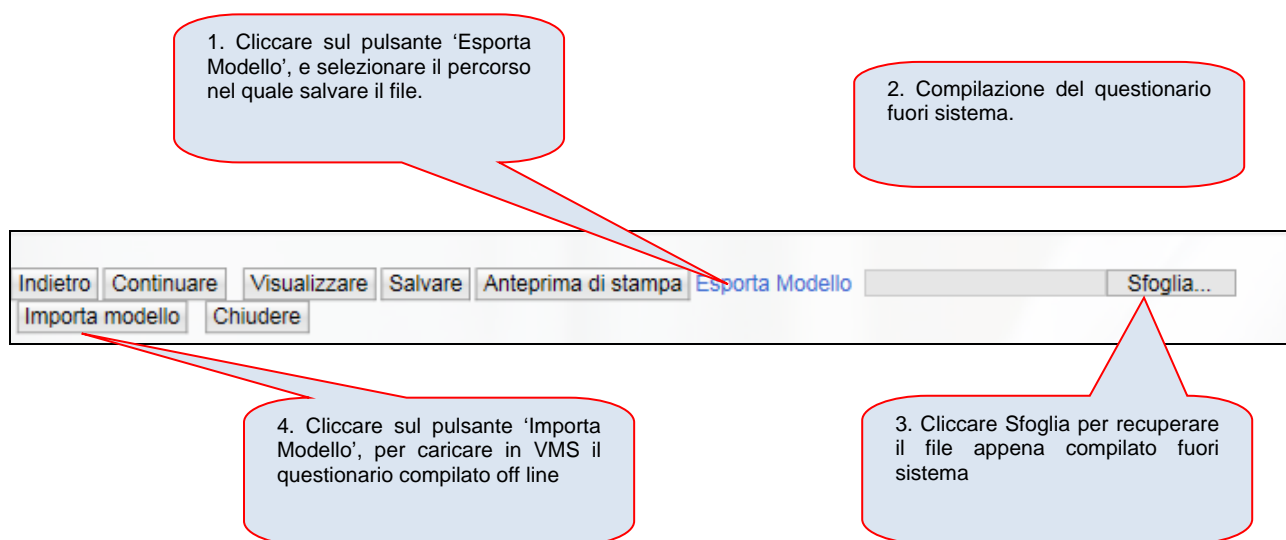 1. Cliccare sul pulsante ‘Esporta
Modello’, e selezionare il percorso
nel quale salvare il file.
2. Compilazione del questionario
fuori sistema.
Indietro Continuare Visualizzare Salvare Anteprima di stampa Esporta Modello Sfoglia...
Importa modello Chiudere
4. Cliccare sul pulsante ‘Importa
Modello’, per caricare in VMS il
questionario compilato off line
3. Cliccare Sfoglia per recuperare
il file appena compilato fuori
sistema